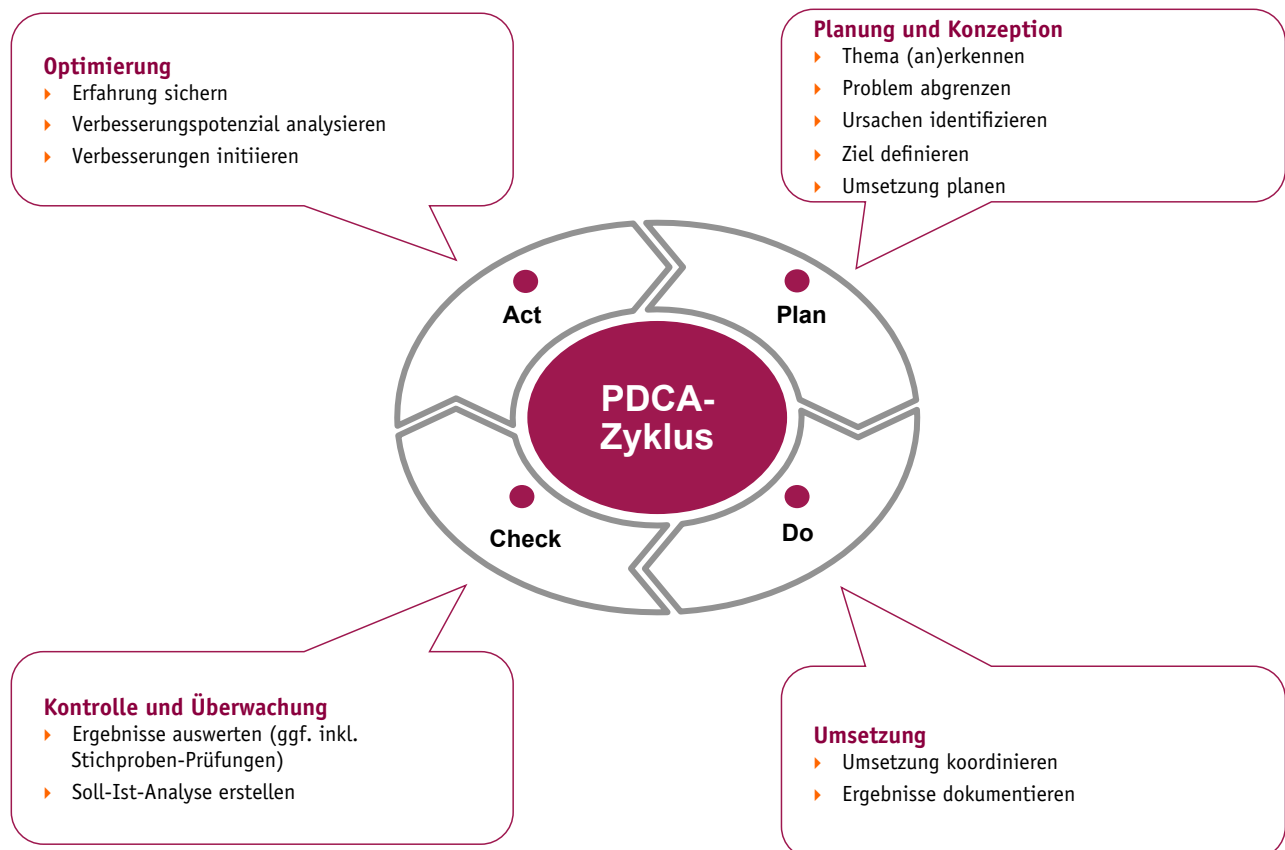 Optimierung
Erfahrung sichern
Verbesserungspotenzial analysieren
Verbesserungen initiieren
Planung und Konzeption
Thema (an)erkennen
Problem abgrenzen
Ursachen identifizieren
Ziel definieren
Umsetzung planen
Act
Plan
PDCA-
Zyklus
Check
Do
Kontrolle und Überwachung
Ergebnisse auswerten (ggf. inkl.
Stichproben-Prüfungen)
Soll-Ist-Analyse erstellen
Umsetzung
Umsetzung koordinieren
Ergebnisse dokumentieren